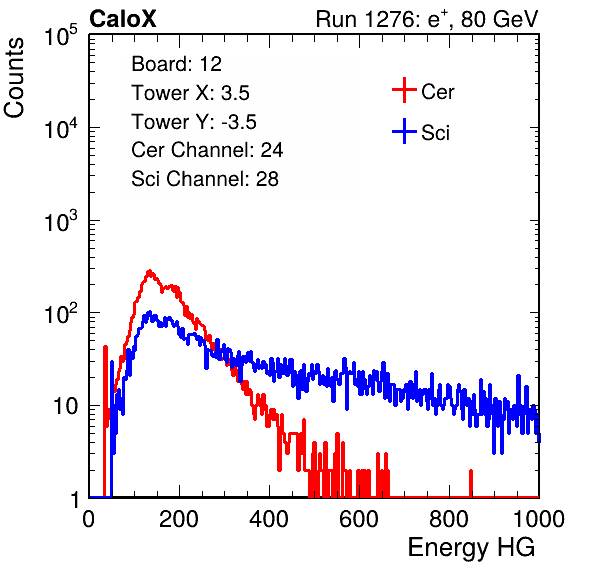 CaloX Run 1276: e⁺, 80 GeV
Counts
10⁵
10⁴
10³
10²
10
1
Board: 12
Tower X: 3.5
Tower Y: -3.5
Cer Channel: 24
Sci Channel: 28
Cer
Sci
0 200 400 600 800 1000
Energy HG